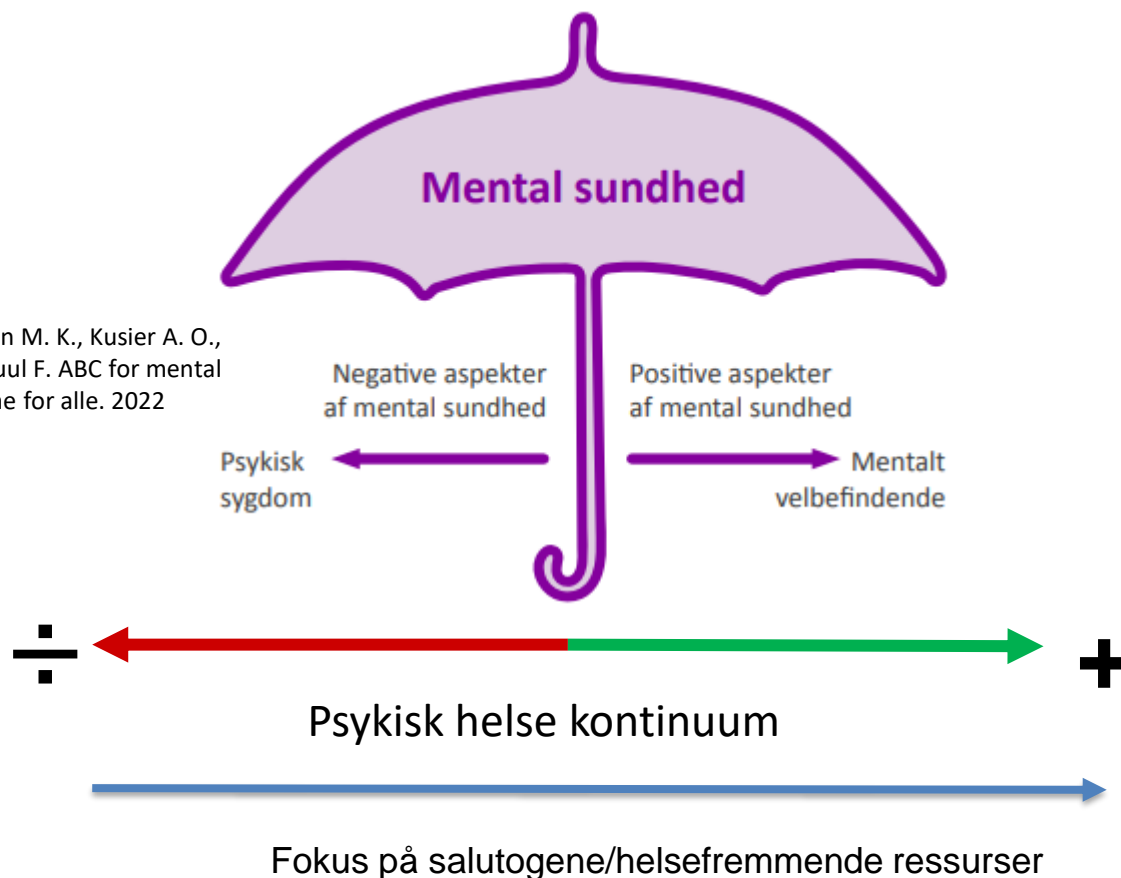 Mental sundhed
n M. K., Kusier A. O.,
uul F. ABC for mental
ne for alle. 2022
Negative aspekter
af mental sundhed
Positive aspekter
af mental sundhed
Psykisk
sygdom
Mentalt
velbefindende
÷
+
Psykisk helse kontinuum
Fokus på salutogene/helsefremmende ressurser